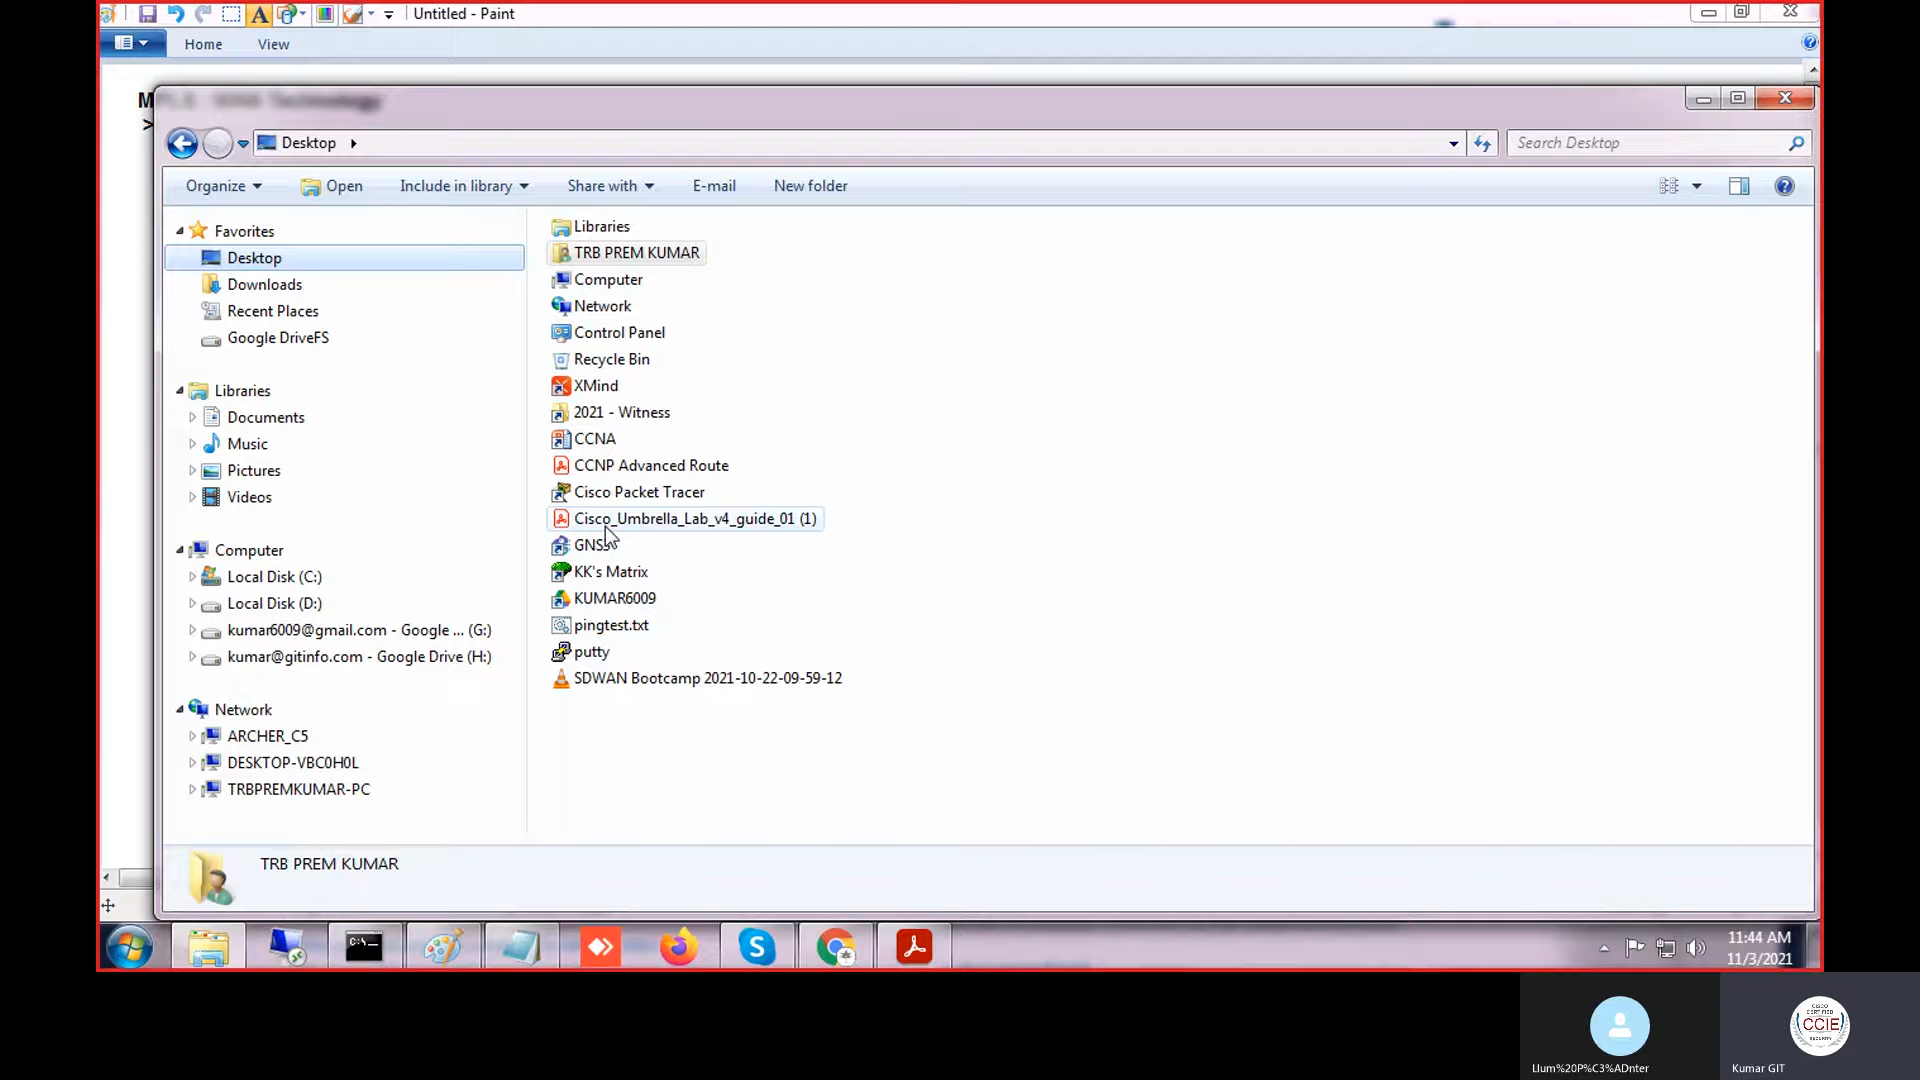 Untitled - Paint
Home View
Desktop
Search Desktop
Organize Open Include in library Share with E-mail New folder
Favorites
Desktop
Downloads
Recent Places
Google DriveFS
Libraries
Documents
Music
Pictures
Videos
Computer
Local Disk (C:)
Local Disk (D:)
kumar6009@gmail.com - Google ... (G:)
kumar@gitinfo.com - Google Drive (H:)
Network
ARCHER_C5
DESKTOP-VBC0H0L
TRBPREMKUMAR-PC
Libraries
TRB PREM KUMAR
Computer
Network
Control Panel
Recycle Bin
XMind
2021 - Witness
CCNA
CCNP Advanced Route
Cisco Packet Tracer
Cisco_Umbrella_Lab_v4_guide_01 (1)
GNS3
KK's Matrix
KUMAR6009
pingtest.txt
putty
SDWAN Bootcamp 2021-10-22-09-59-12
TRB PREM KUMAR
11:44 AM
11/3/2021
CISCO
CERTIFIED
CCIE
SECURITY
Llum%20P%C3%ADnter
Kumar GIT